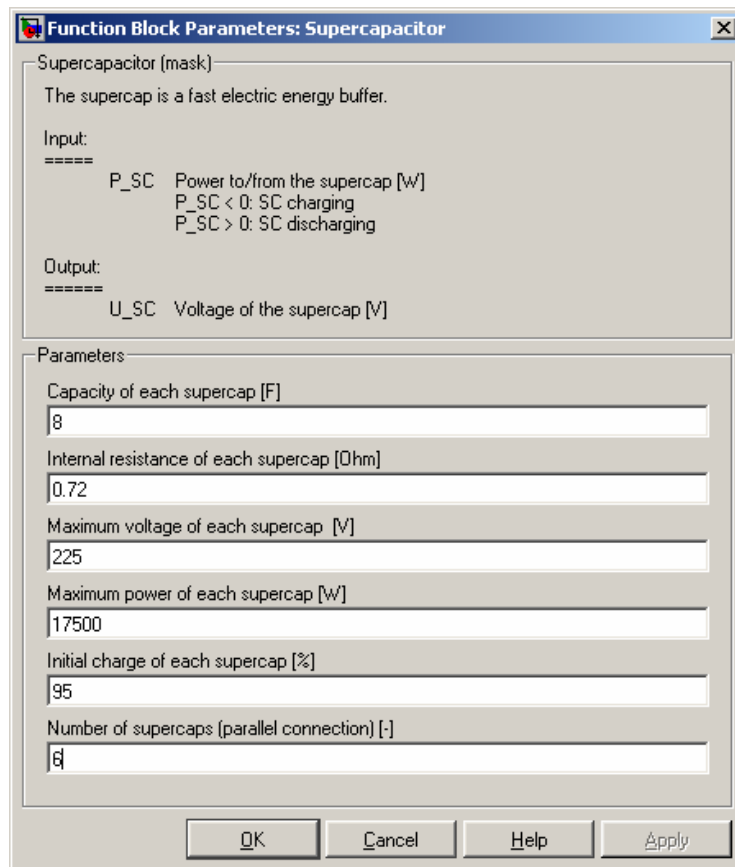 Function Block Parameters: Supercapacitor
Supercapacitor (mask)
The supercap is a fast electric energy buffer.
Input:
=====
P_SC Power to/from the supercap [W]
P_SC < 0: SC charging
P_SC > 0: SC discharging
Output:
======
U_SC Voltage of the supercap [V]
Parameters
Capacity of each supercap [F]
8
Internal resistance of each supercap [Ohm]
0.72
Maximum voltage of each supercap [V]
225
Maximum power of each supercap [W]
17500
Initial charge of each supercap [%]
95
Number of supercaps (parallel connection) [-]
6
OK Cancel Help Apply